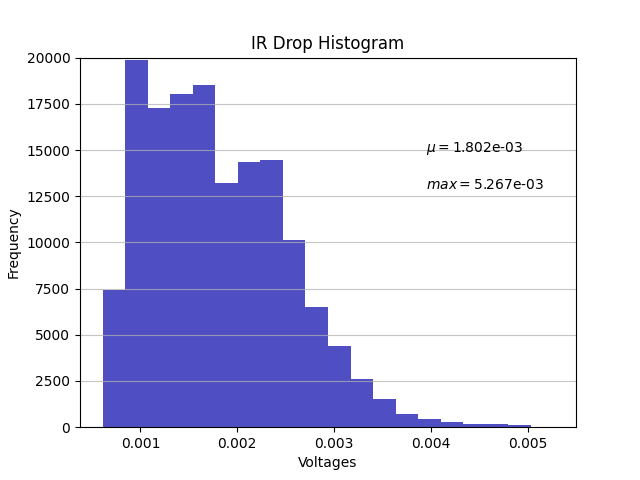 IR Drop Histogram
20000
17500
15000
12500
10000
7500
5000
2500
0
Frequency
μ = 1.802e-03
max = 5.267e-03
0.001 0.002 0.003 0.004 0.005
Voltages